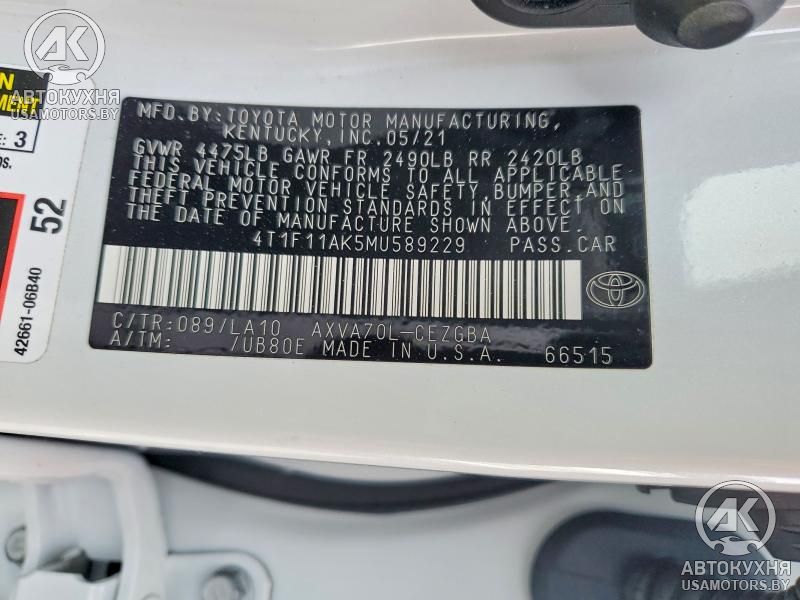 АВТОКУХНЯ
USAMOTORS.BY
MFD.BY:TOYOTA MOTOR MANUFACTURING,
KENTUCKY, INC.05/21
GVWR 4475LB GAWR FR 2490LB RR 2420LB
THIS VEHICLE CONFORMS TO ALL APPLICABLE
FEDERAL MOTOR VEHICLE SAFETY, BUMPER AND
THEFT PREVENTION STANDARDS IN EFFECT ON
THE DATE OF MANUFACTURE SHOWN ABOVE.
4T1F11AK5MU589229 PASS.CAR
C/TR:089/LA10 AXVA70L-CEZGBA
A/TM: /UB80E MADE IN U.S.A. 66515
3
52
42661-06B40
АВТОКУХНЯ
USAMOTORS.BY